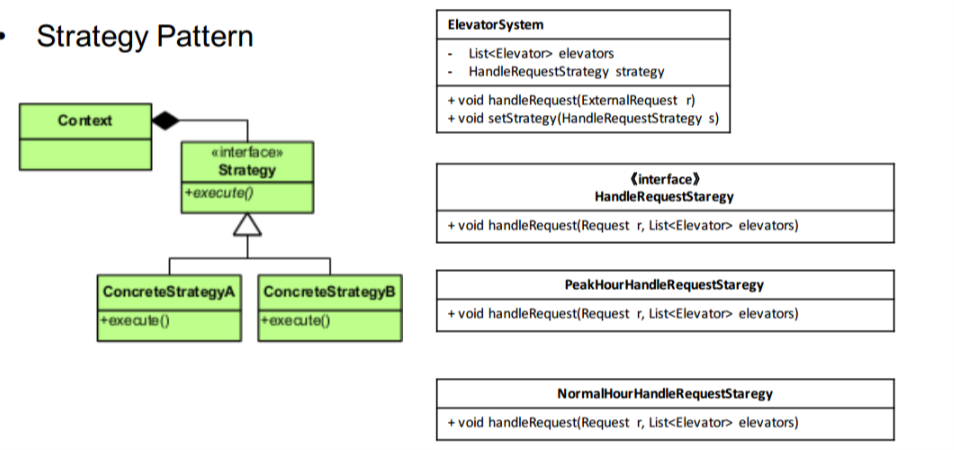 • Strategy Pattern
Context
«interface»
Strategy
+execute()
ConcreteStrategyA
+execute()
ConcreteStrategyB
+execute()
ElevatorSystem
- List<Elevator> elevators
- HandleRequestStrategy strategy
+ void handleRequest(ExternalRequest r)
+ void setStrategy(HandleRequestStrategy s)
《interface》
HandleRequestStaregy
+ void handleRequest(Request r, List<Elevator> elevators)
PeakHourHandleRequestStaregy
+ void handleRequest(Request r, List<Elevator> elevators)
NormalHourHandleRequestStaregy
+ void handleRequest(Request r, List<Elevator> elevators)